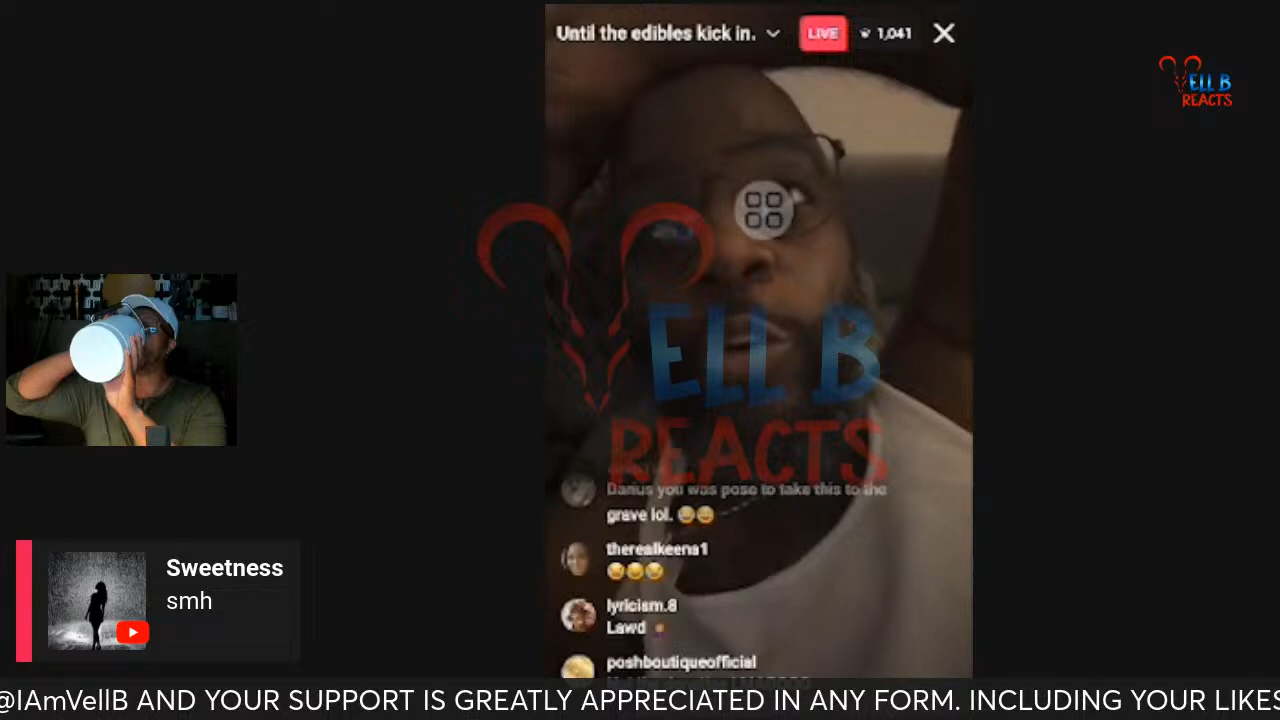 Until the edibles kick in.
LIVE
1,041
ELL B
REACTS
ELL B
REACTS
Darius you was pose to take this to the
grave lol. 😂😂
therealkeena1
😂😂😂
lyricism.8
Lawd
poshboutiqueofficial
Sweetness
smh
@IAmVellB AND YOUR SUPPORT IS GREATLY APPRECIATED IN ANY FORM. INCLUDING YOUR LIKES